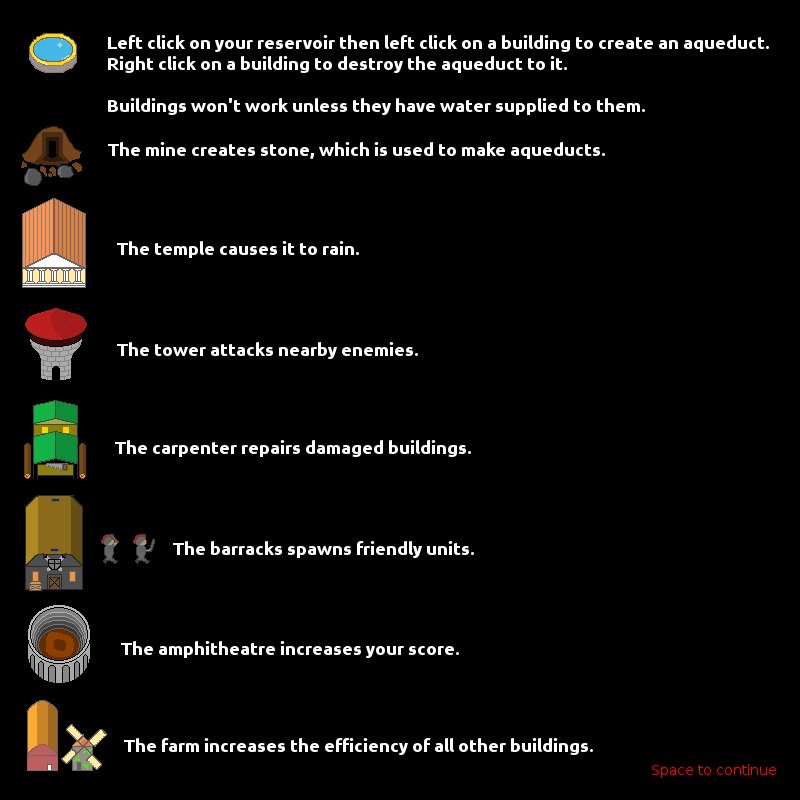 Left click on your reservoir then left click on a building to create an aqueduct.
Right click on a building to destroy the aqueduct to it.
Buildings won't work unless they have water supplied to them.
The mine creates stone, which is used to make aqueducts.
The temple causes it to rain.
The tower attacks nearby enemies.
The carpenter repairs damaged buildings.
The barracks spawns friendly units.
The amphitheatre increases your score.
The farm increases the efficiency of all other buildings.
Space to continue